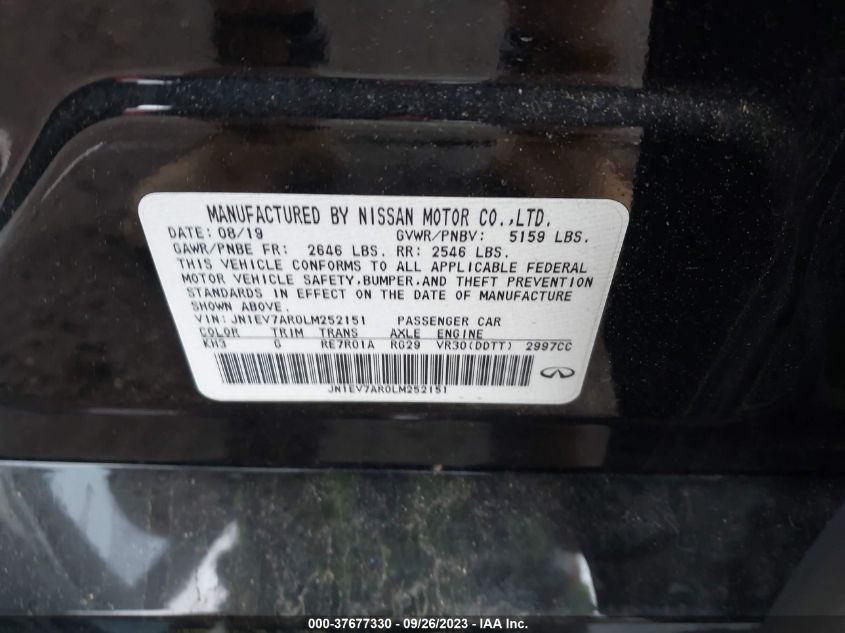 MANUFACTURED BY NISSAN MOTOR CO.,LTD.
DATE: 08/19 GVWR/PNBV: 5159 LBS.
GAWR/PNBE FR: 2646 LBS. RR: 2546 LBS.
THIS VEHICLE CONFORMS TO ALL APPLICABLE FEDERAL
MOTOR VEHICLE SAFETY,BUMPER,AND THEFT PREVENTION
STANDARDS IN EFFECT ON THE DATE OF MANUFACTURE
SHOWN ABOVE.
VIN:JN1EV7AR0LM252151 PASSENGER CAR
COLOR TRIM TRANS AXLE ENGINE
KH3 G RE7R01A RG29 VR30(DDTT) 2997CC
JN1EV7AR0LM252151
000-37677330 - 09/26/2023 - IAA Inc.